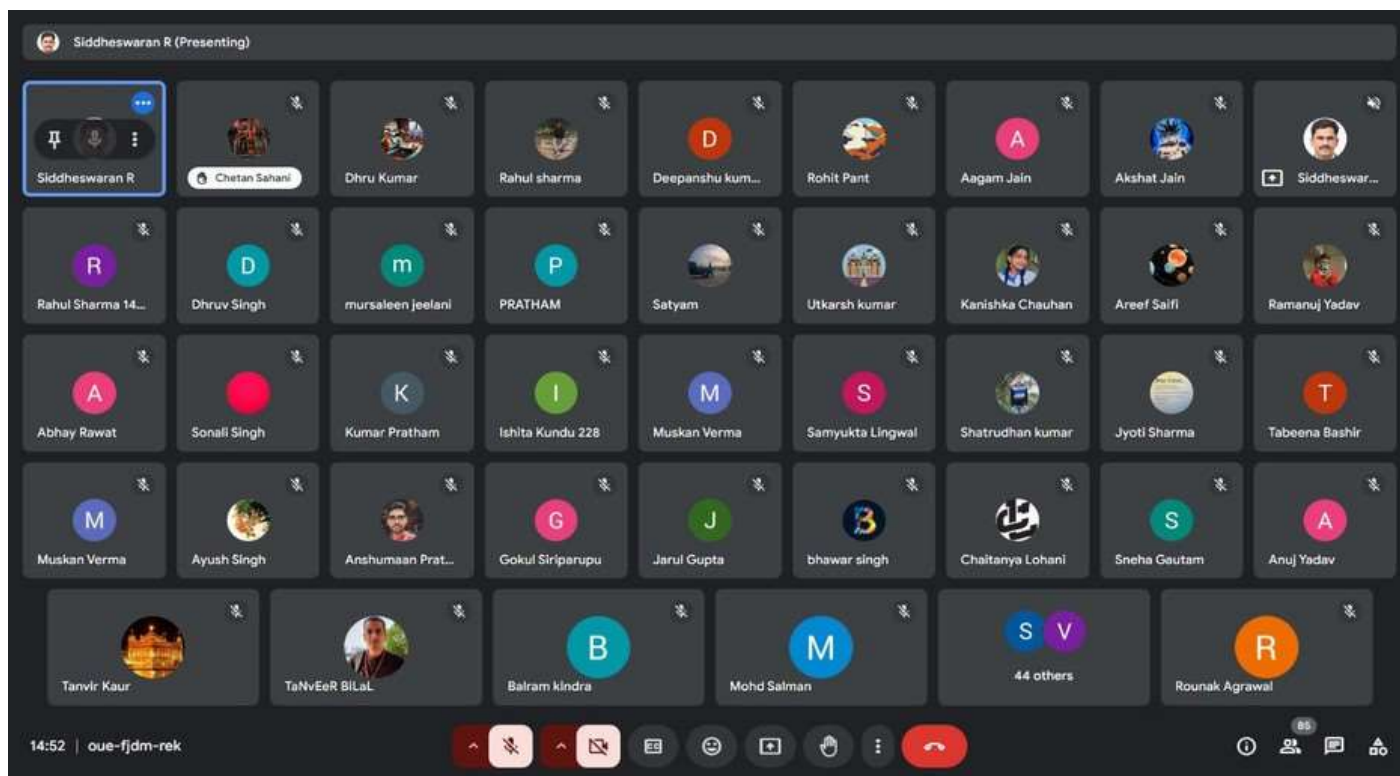 Siddheswaran R (Presenting)
Siddheswaran R
Chetan Sahani
Dhru Kumar
Rahul sharma
D
Deepanshu kum...
Rohit Pant
A
Aagam Jain
Akshat Jain
Siddheswar...
R
Rahul Sharma 14...
D
Dhruv Singh
m
mursaleen jeelani
P
PRATHAM
Satyam
Utkarsh kumar
Kanishka Chauhan
Areef Saifi
Ramanuj Yadav
A
Abhay Rawat
Sonali Singh
K
Kumar Pratham
I
Ishita Kundu 228
M
Muskan Verma
S
Samyukta Lingwal
Shatrudhan kumar
Jyoti Sharma
T
Tabeena Bashir
M
Muskan Verma
Ayush Singh
Anshumaan Prat...
G
Gokul Siriparupu
J
Jarul Gupta
bhawar singh
Chaitanya Lohani
S
Sneha Gautam
A
Anuj Yadav
Tanvir Kaur
TaNvEeR BiLaL
B
Balram kindra
M
Mohd Salman
S V
44 others
R
Rounak Agrawal
14:52 | oue-fjdm-rek
CC
85